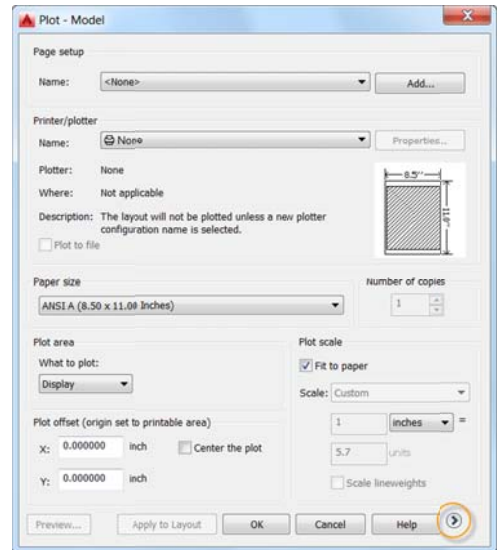 Plot - Model
Page setup
Name: <None> Add...
Printer/plotter
Name: None Properties...
Plotter: None
Where: Not applicable
Description: The layout will not be plotted unless a new plotter
configuration name is selected.
Plot to file
8.5''
11.0''
Paper size
Number of copies
ANSI A (8.50 x 11.00 Inches)
1
Plot area
What to plot:
Display
Plot scale
Fit to paper
Scale: Custom
1 inches =
5.7 units
Scale lineweights
Plot offset (origin set to printable area)
X: 0.000000 inch Center the plot
Y: 0.000000 inch
Preview... Apply to Layout OK Cancel Help